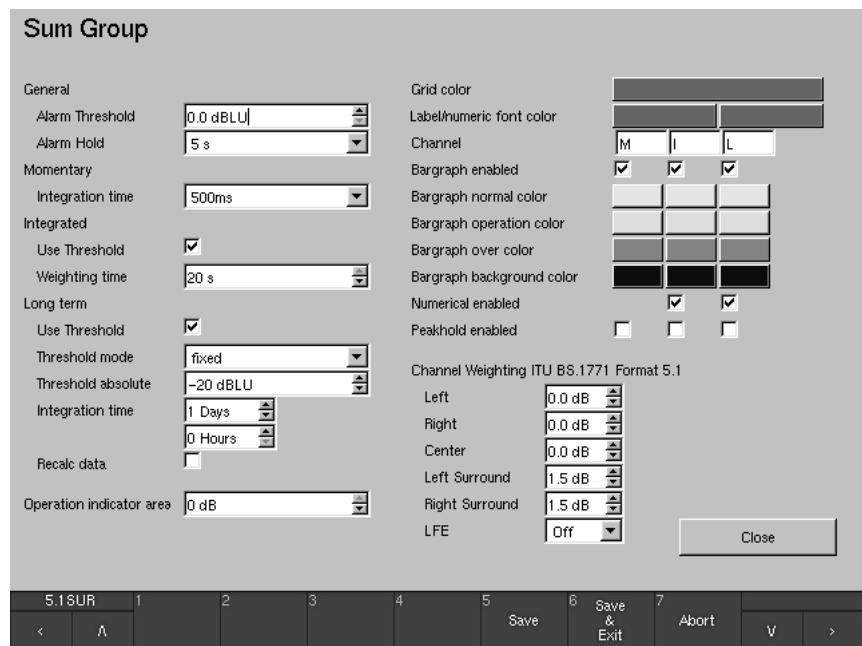 Sum Group
General
Alarm Threshold 0.0 dBLU
Alarm Hold 5 s
Momentary
Integration time 500ms
Integrated
Use Threshold
Weighting time 20 s
Long term
Use Threshold
Threshold mode fixed
Threshold absolute -20 dBLU
Integration time 1 Days
0 Hours
Recalc data
Operation indicator area 0 dB
Grid color
Label/numeric font color
Channel M I L
Bargraph enabled
Bargraph normal color
Bargraph operation color
Bargraph over color
Bargraph background color
Numerical enabled
Peakhold enabled
Channel Weighting ITU BS.1771 Format 5.1
Left 0.0 dB
Right 0.0 dB
Center 0.0 dB
Left Surround 1.5 dB
Right Surround 1.5 dB
LFE Off
Close
5.1SUR 1 2 3 4 5 Save 6 Save & Exit 7 Abort
< Λ V >